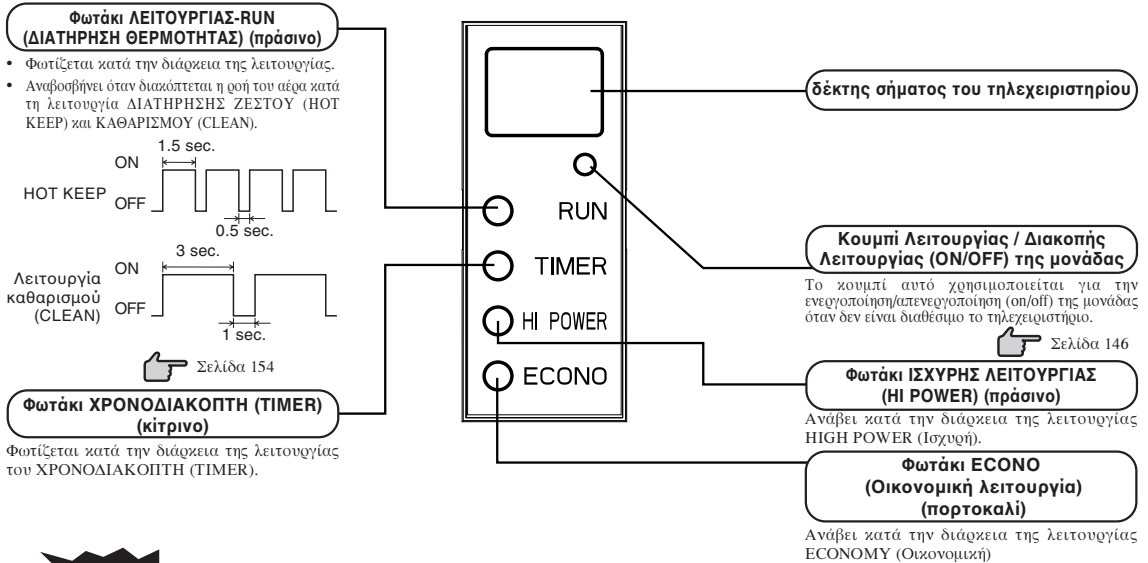 Φωτάκι ΛΕΙΤΟΥΡΓΙΑΣ-RUN
(ΔΙΑΤΗΡΗΣΗ ΘΕΡΜΟΤΗΤΑΣ) (πράσινο)
• Φωτίζεται κατά την διάρκεια της λειτουργίας.
• Αναβοσβήνει όταν διακόπτεται η ροή του αέρα κατά
τη λειτουργία ΔΙΑΤΗΡΗΣΗΣ ΖΕΣΤΟΥ (HOT
KEEP) και ΚΑΘΑΡΙΣΜΟΥ (CLEAN).
1.5 sec.
ON
HOT KEEP
OFF
0.5 sec.
3 sec.
ON
Λειτουργία
καθαρισμού
(CLEAN)
OFF
1 sec.
Σελίδα 154
Φωτάκι ΧΡΟΝΟΔΙΑΚΟΠΤΗ (TIMER)
(κίτρινο)
Φωτίζεται κατά την διάρκεια της λειτουργίας
του ΧΡΟΝΟΔΙΑΚΟΠΤΗ (TIMER).
RUN
TIMER
HI POWER
ECONO
δέκτης σήματος του τηλεχειριστηρίου
Κουμπί Λειτουργίας / Διακοπής
Λειτουργίας (ON/OFF) της μονάδας
Το κουμπί αυτό χρησιμοποιείται για την
ενεργοποίηση/απενεργοποίηση (on/off) της μονάδας
όταν δεν είναι διαθέσιμο το τηλεχειριστήριο.
Σελίδα 146
Φωτάκι ΙΣΧΥΡΗΣ ΛΕΙΤΟΥΡΓΙΑΣ
(HI POWER) (πράσινο)
Ανάβει κατά την διάρκεια της λειτουργίας
HIGH POWER (Ισχυρή).
Φωτάκι ECONO
(Οικονομική λειτουργία)
(πορτοκαλί)
Ανάβει κατά την διάρκεια της λειτουργίας
ECONOMY (Οικονομική)